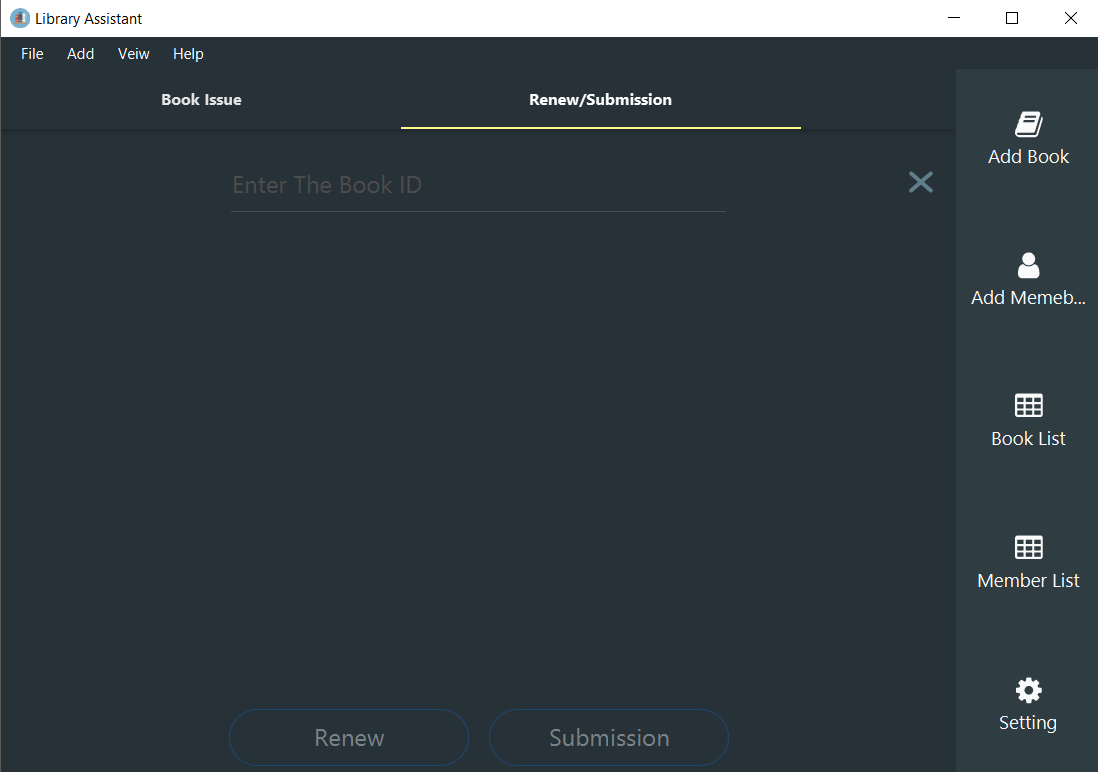 Library Assistant
File Add Veiw Help
Book Issue Renew/Submission
Enter The Book ID
Add Book
Add Memeb...
Book List
Member List
Setting
Renew Submission